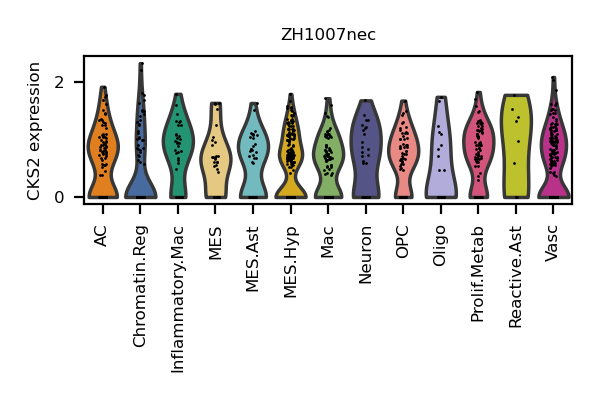 ZH1007nec
CKS2 expression
2
0
AC
Chromatin.Reg
Inflammatory.Mac
MES
MES.Ast
MES.Hyp
Mac
Neuron
OPC
Oligo
Prolif.Metab
Reactive.Ast
Vasc